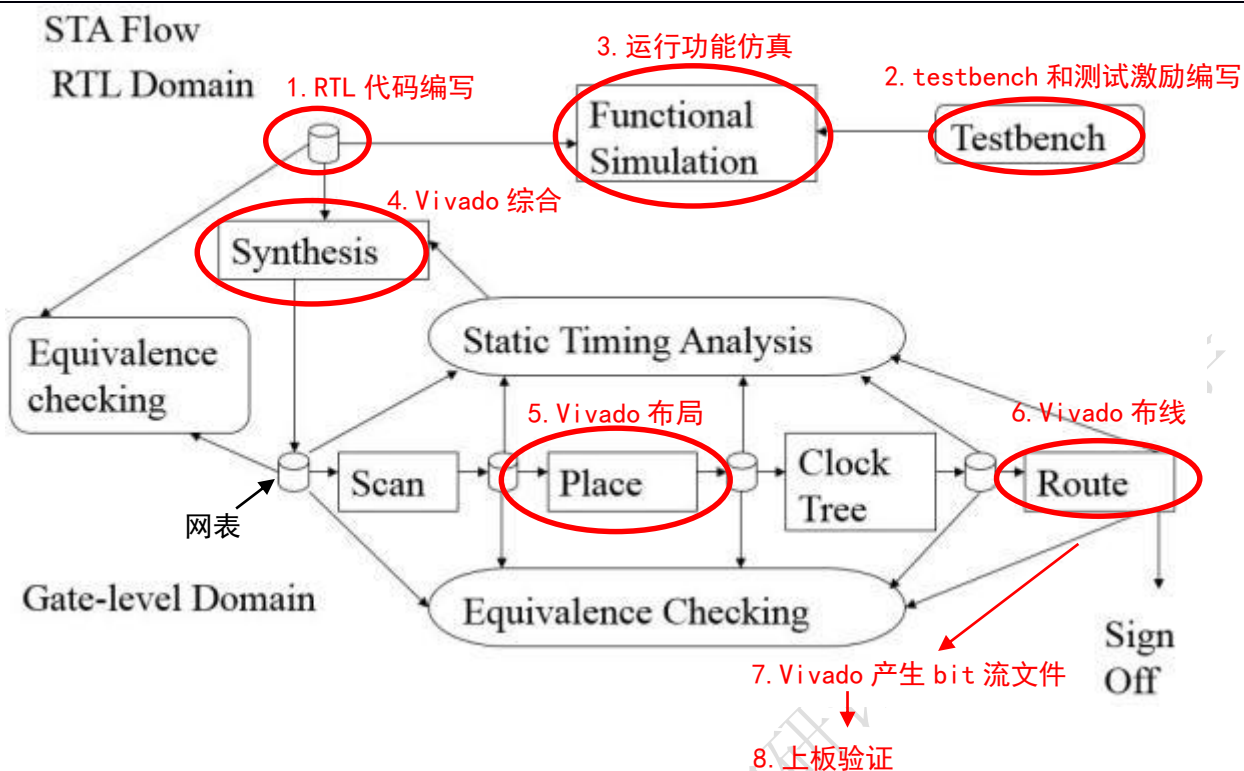 STA Flow
RTL Domain
3.运行功能仿真
2.testbench 和测试激励编写
1.RTL 代码编写
Functional
Simulation
Testbench
4.Vivado 综合
Synthesis
Static Timing Analysis
Equivalence
checking
5.Vivado 布局
6.Vivado 布线
Scan
Place
Clock
Tree
Route
网表
Gate-level Domain
Equivalence Checking
Sign
Off
7.Vivado 产生 bit 流文件
8.上板验证